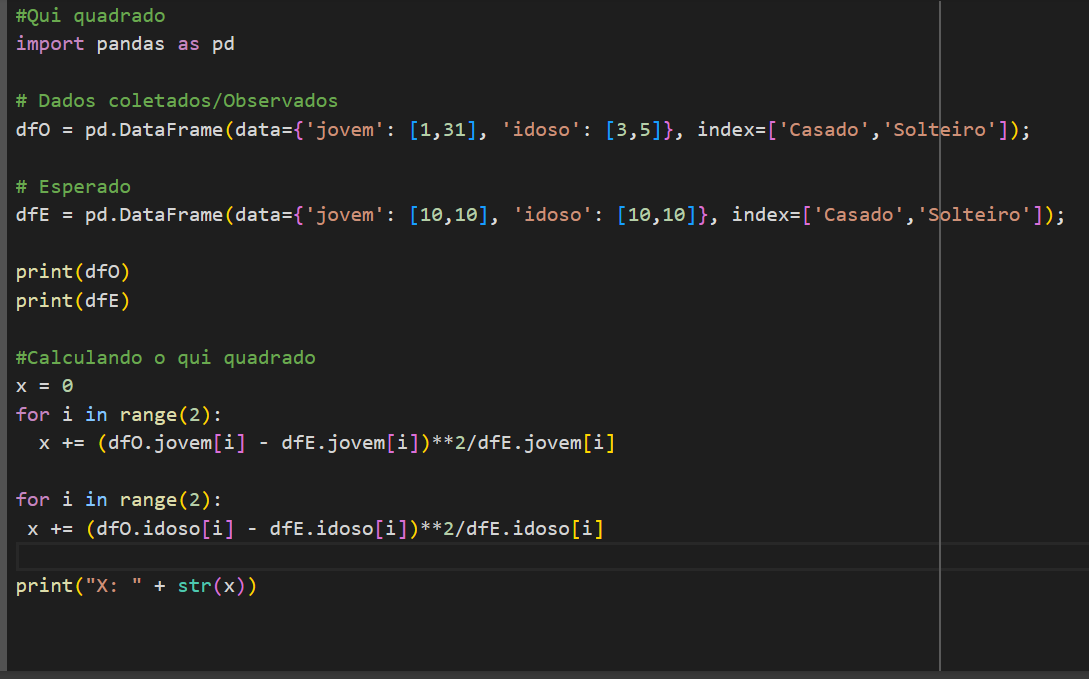 #Qui quadrado
import pandas as pd
# Dados coletados/Observados
dfO = pd.DataFrame(data={'jovem': [1,31], 'idoso': [3,5]}, index=['Casado','Solteiro']);
# Esperado
dfE = pd.DataFrame(data={'jovem': [10,10], 'idoso': [10,10]}, index=['Casado','Solteiro']);
print(dfO)
print(dfE)
#Calculando o qui quadrado
x = 0
for i in range(2):
  x += (dfO.jovem[i] - dfE.jovem[i])**2/dfE.jovem[i]
for i in range(2):
 x += (dfO.idoso[i] - dfE.idoso[i])**2/dfE.idoso[i]
print("X: " + str(x))